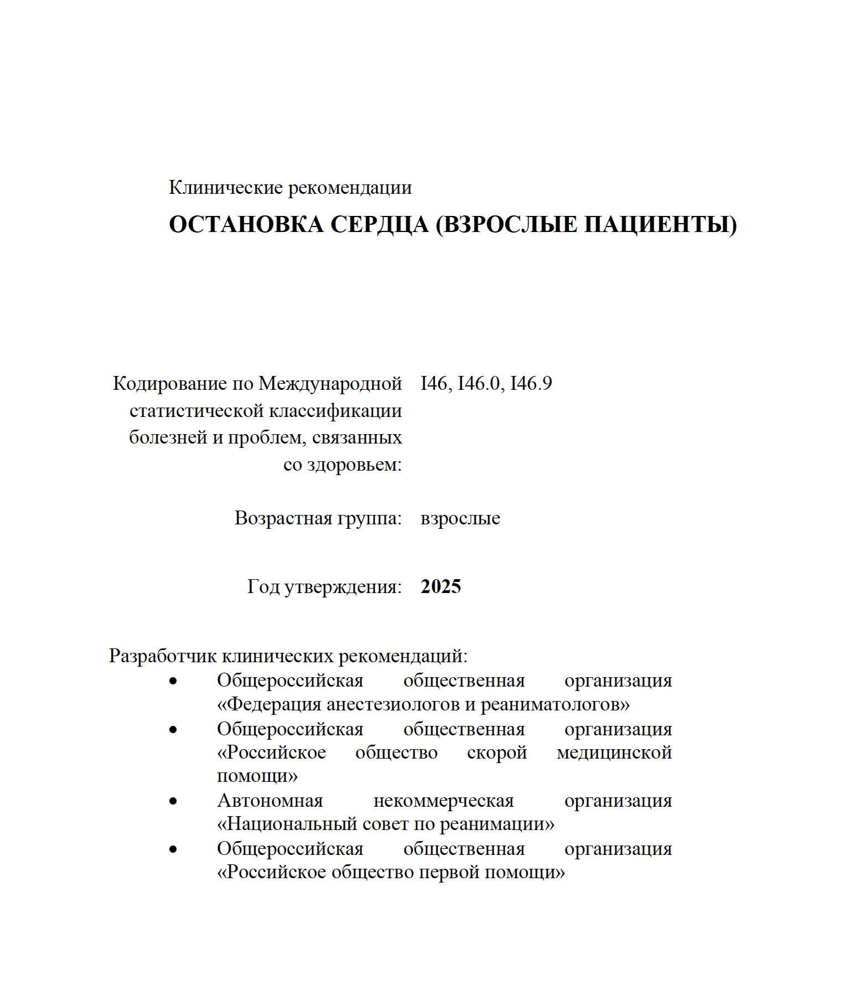 Клинические рекомендации
ОСТАНОВКА СЕРДЦА (ВЗРОСЛЫЕ ПАЦИЕНТЫ)
Кодирование по Международной I46, I46.0, I46.9
статистической классификации
болезней и проблем, связанных
со здоровьем:
Возрастная группа: взрослые
Год утверждения: 2025
Разработчик клинических рекомендаций:
• Общероссийская общественная организация
«Федерация анестезиологов и реаниматологов»
• Общероссийская общественная организация
«Российское общество скорой медицинской
помощи»
• Автономная некоммерческая организация
«Национальный совет по реанимации»
• Общероссийская общественная организация
«Российское общество первой помощи»